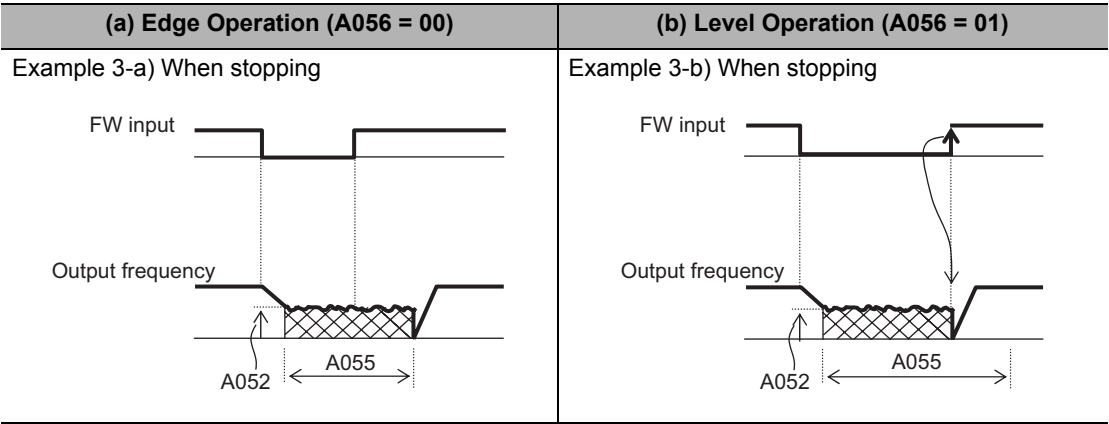 (a) Edge Operation (A056 = 00)
(b) Level Operation (A056 = 01)
Example 3-a) When stopping
FW input
Output frequency
A052
A055
Example 3-b) When stopping
FW input
Output frequency
A052
A055